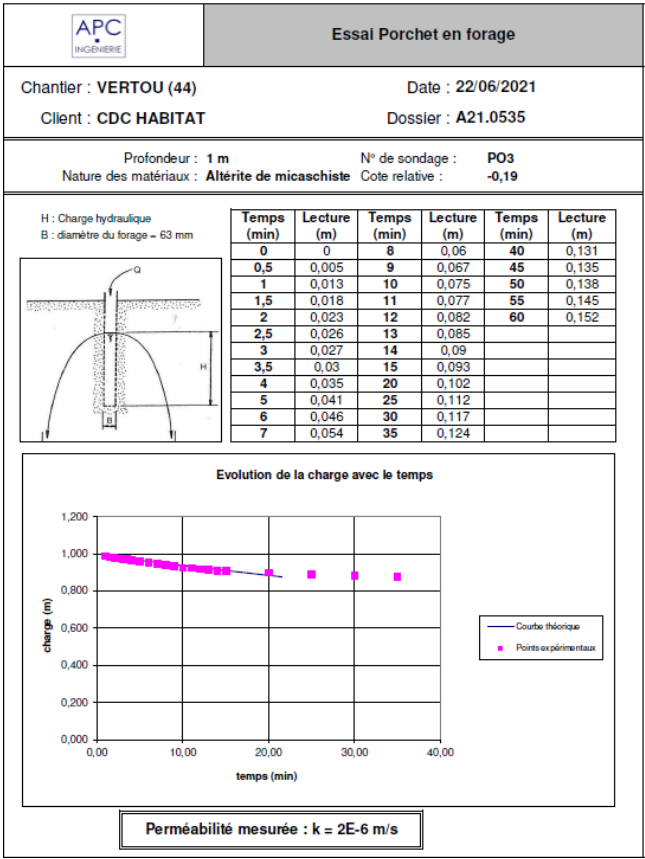 APC
INGENIERIE
Essai Porchet en forage
Chantier : VERTOU (44)
Date : 22/06/2021
Client : CDC HABITAT
Dossier : A21.0535
Profondeur : 1 m
N° de sondage : PO3
Nature des matériaux : Altérite de micaschiste
Cote relative : -0,19
H : Charge hydraulique
B : diamètre du forage = 63 mm
Q
H
B
Temps (min) Lecture (m) Temps (min) Lecture (m) Temps (min) Lecture (m)
0 0 8 0,06 40 0,131
0,5 0,005 9 0,067 45 0,135
1 0,013 10 0,075 50 0,138
1,5 0,018 11 0,077 55 0,145
2 0,023 12 0,082 60 0,152
2,5 0,026 13 0,085
3 0,027 14 0,09
3,5 0,03 15 0,093
4 0,035 20 0,102
5 0,041 25 0,112
6 0,046 30 0,117
7 0,054 35 0,124
Evolution de la charge avec le temps
charge (m)
1,200
1,000
0,800
0,600
0,400
0,200
0,000
0,00 10,00 20,00 30,00 40,00
temps (min)
Courbe théorique
Points expérimentaux
Perméabilité mesurée : k = 2E-6 m/s